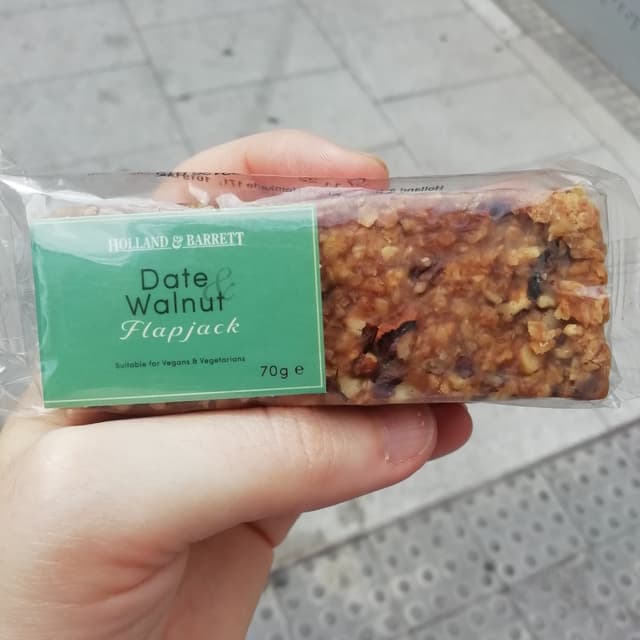 HOLLAND & BARRETT
Date &
Walnut
Flapjack
Suitable for Vegans & Vegetarians
70g e